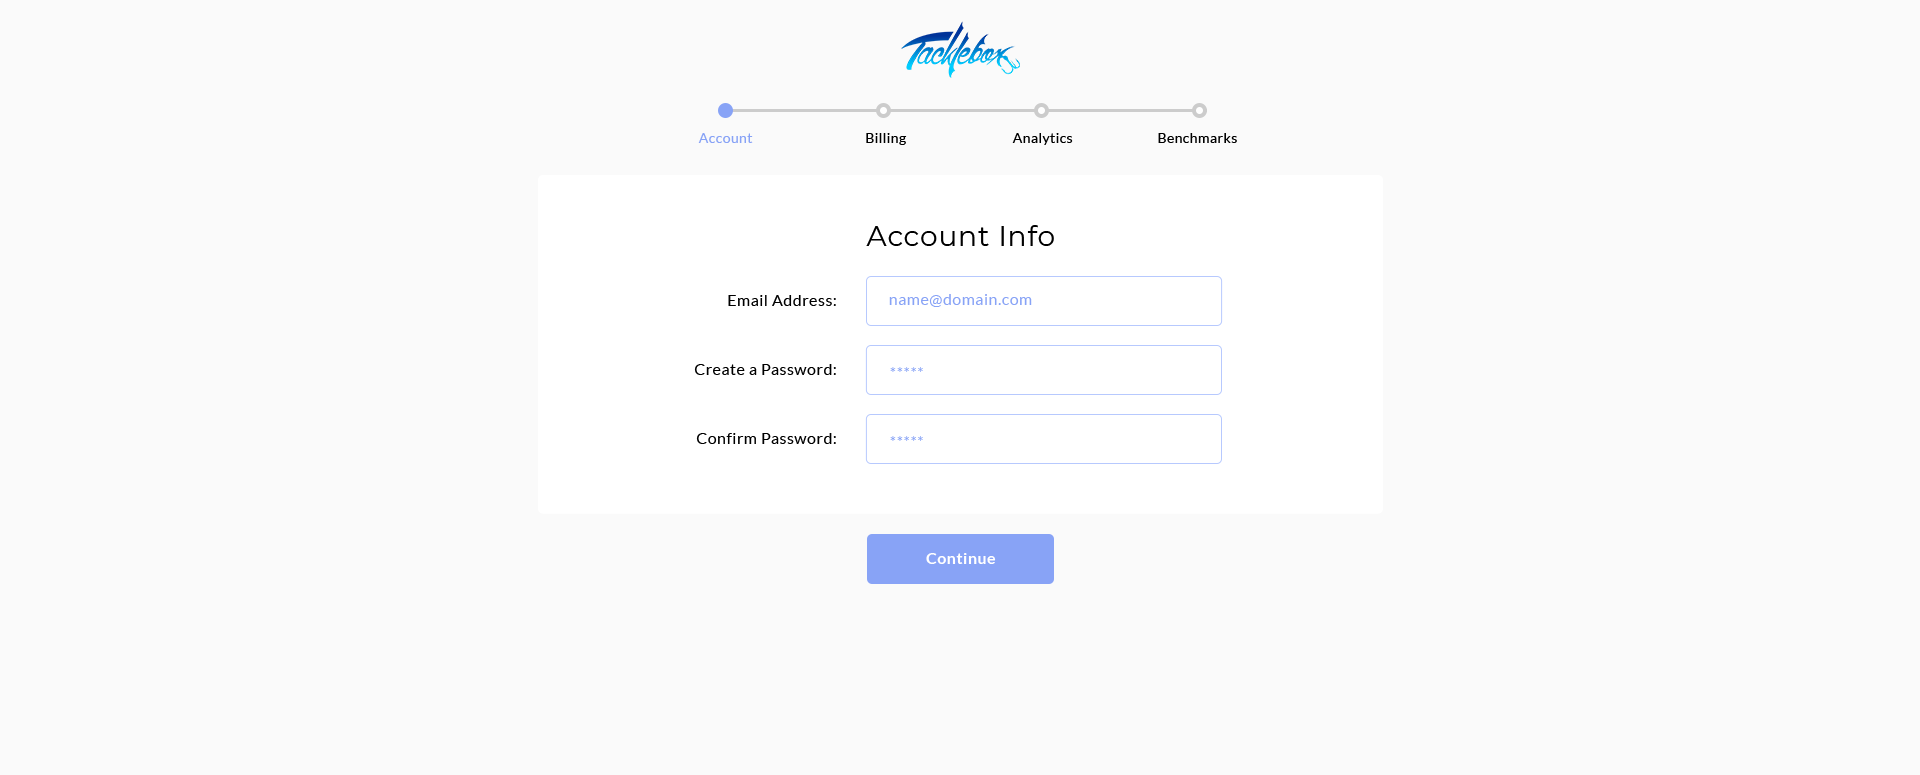 Tacklebox
Account Billing Analytics Benchmarks
Account Info
Email Address: name@domain.com
Create a Password: *****
Confirm Password: *****
Continue